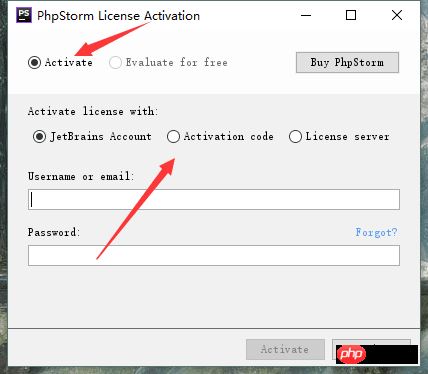 PS PhpStorm License Activation
Activate Evaluate for free Buy PhpStorm
Activate license with:
JetBrains Account Activation code License server
Username or email:
Password: Forgot?
Activate
php